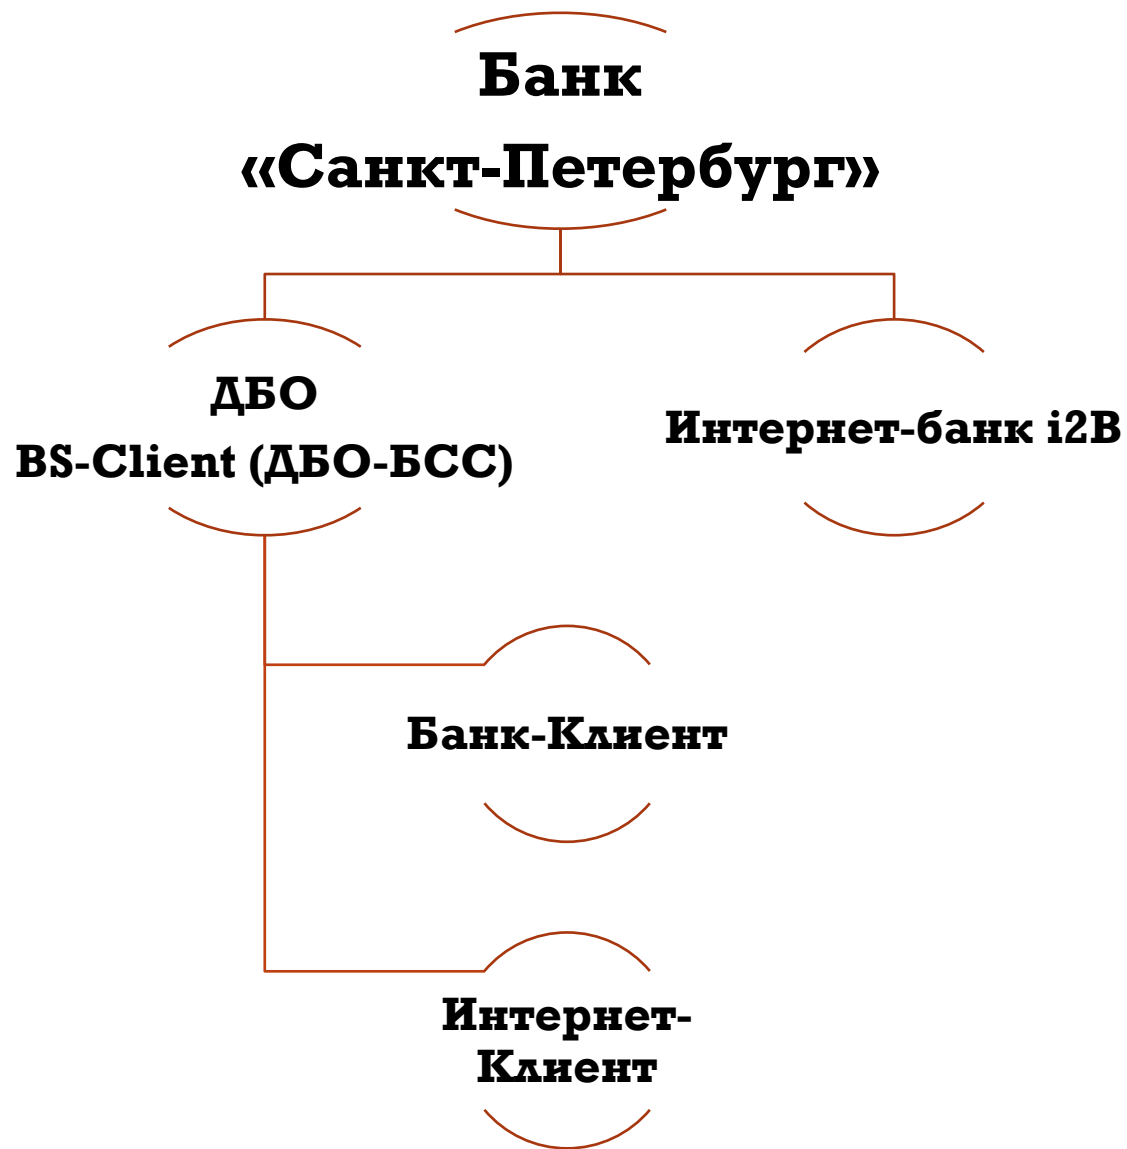 Банк
«Санкт-Петербург»
ДБО
BS-Client (ДБО-БСС)
Интернет-банк i2B
Банк-Клиент
Интернет-
Клиент